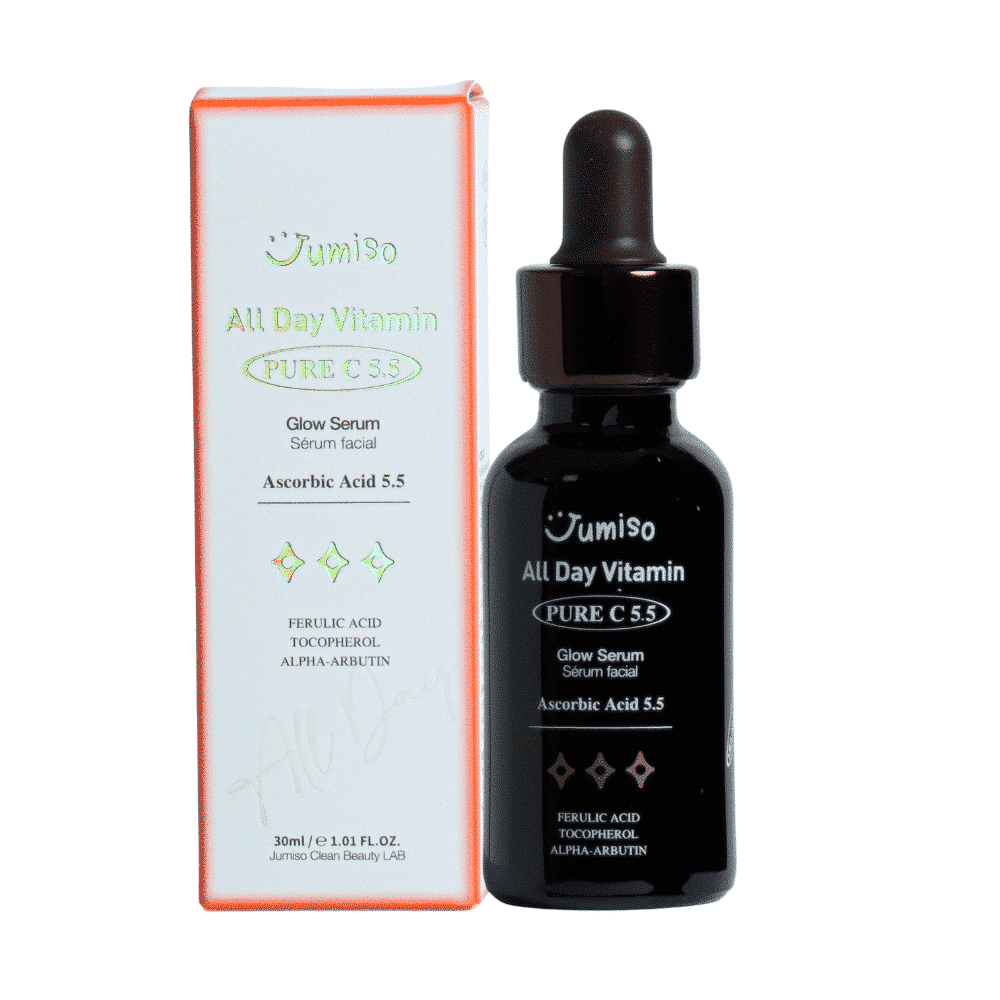 Jumiso
All Day Vitamin
PURE C 5.5
Glow Serum
Sérum facial
Ascorbic Acid 5.5
FERULIC ACID
TOCOPHEROL
ALPHA-ARBUTIN
All Day
30ml / ℮ 1.01 FL.OZ.
Jumiso Clean Beauty LAB
Jumiso
All Day Vitamin
PURE C 5.5
Glow Serum
Sérum facial
Ascorbic Acid 5.5
FERULIC ACID
TOCOPHEROL
ALPHA-ARBUTIN